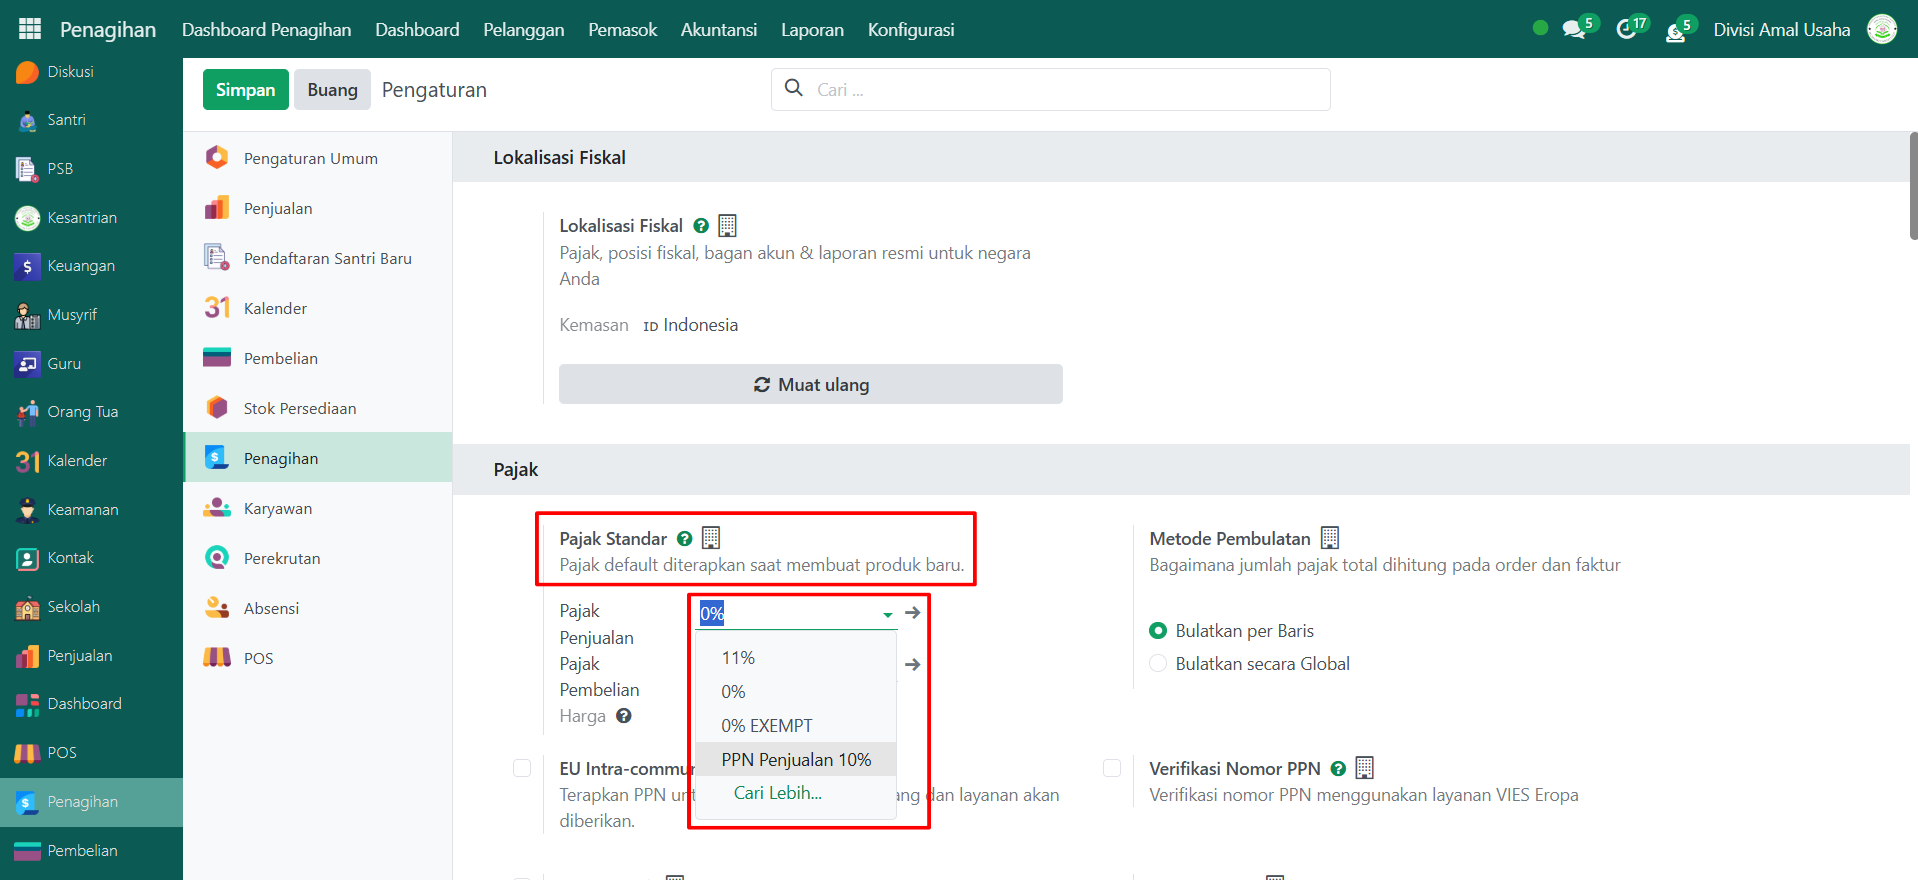 Penagihan
Dashboard Penagihan
Dashboard
Pelanggan
Pemasok
Akuntansi
Laporan
Konfigurasi
5
17
5
Divisi Amal Usaha
Diskusi
Santri
PSB
Kesantrian
Keuangan
Musyrif
Guru
Orang Tua
31 Kalender
Keamanan
Kontak
Sekolah
Penjualan
Dashboard
POS
Penagihan
Pembelian
Simpan
Buang
Pengaturan
Cari ...
Pengaturan Umum
Penjualan
Pendaftaran Santri Baru
31 Kalender
Pembelian
Stok Persediaan
Penagihan
Karyawan
Perekrutan
Absensi
POS
Lokalisasi Fiskal
Lokalisasi Fiskal ?
Pajak, posisi fiskal, bagan akun & laporan resmi untuk negara
Anda
Kemasan ID Indonesia
Muat ulang
Pajak
Pajak Standar ?
Pajak default diterapkan saat membuat produk baru.
Pajak
Penjualan
0%
Pajak
Pembelian
Harga ?
11%
0%
0% EXEMPT
PPN Penjualan 10%
Cari Lebih...
Metode Pembulatan
Bagaimana jumlah pajak total dihitung pada order dan faktur
Bulatkan per Baris
Bulatkan secara Global
EU Intra-commu
Terapkan PPN
dan layanan akan
diberikan.
Verifikasi Nomor PPN ?
Verifikasi nomor PPN menggunakan layanan VIES Eropa